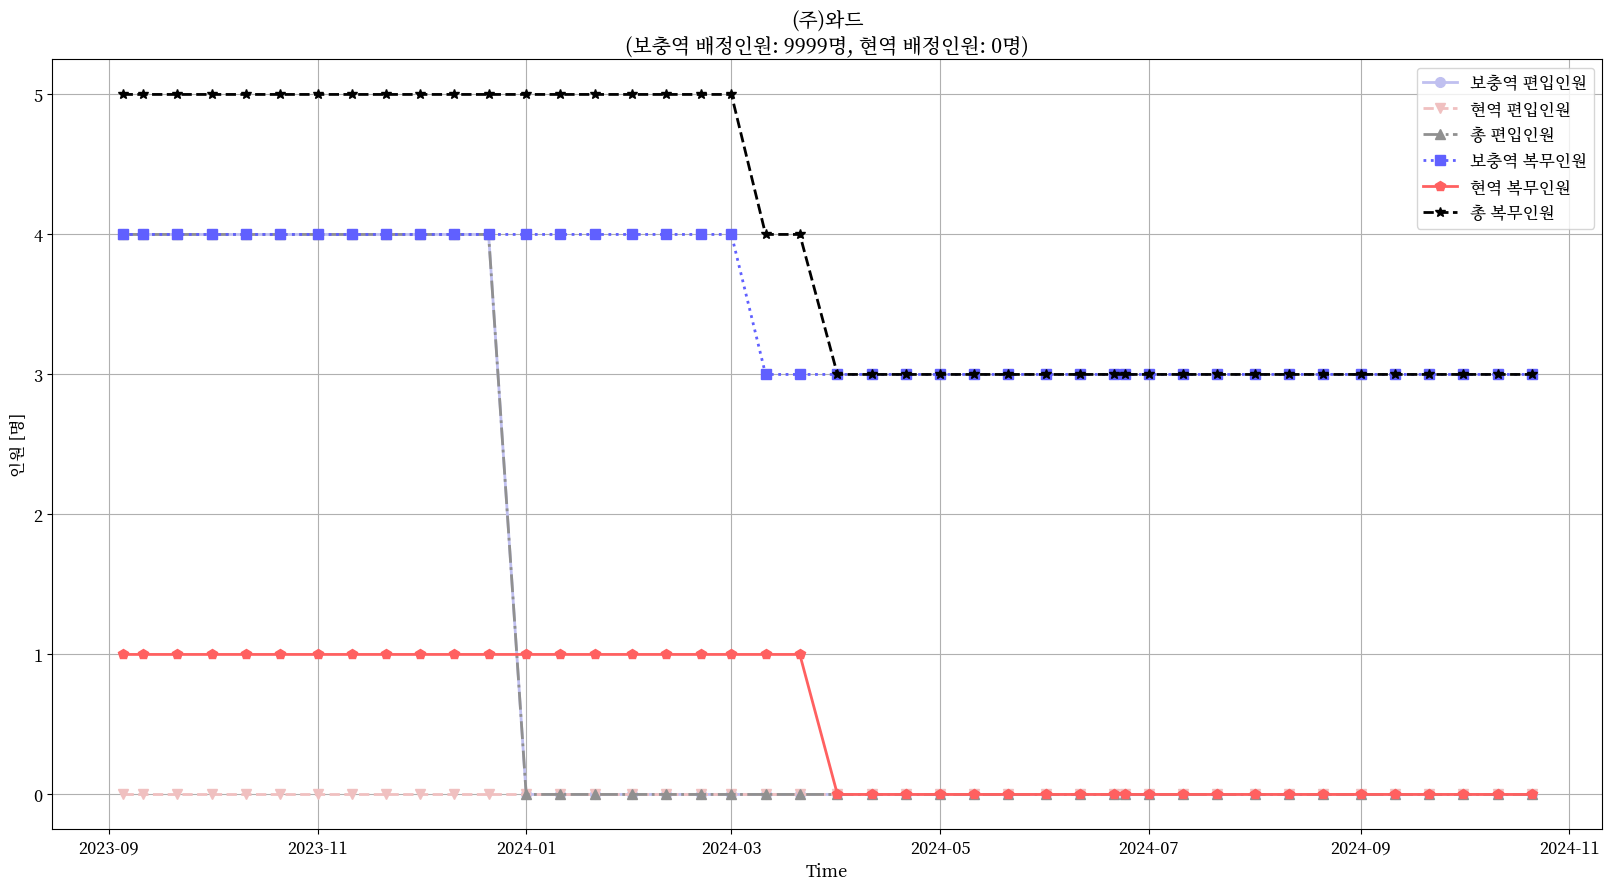 (주)와드
(보충역 배정인원: 9999명, 현역 배정인원: 0명)
보충역 편입인원
현역 편입인원
총 편입인원
보충역 복무인원
현역 복무인원
총 복무인원
5
4
3
2
1
0
인원 [명]
2023-09 2023-11 2024-01 2024-03 2024-05 2024-07 2024-09 2024-11
Time